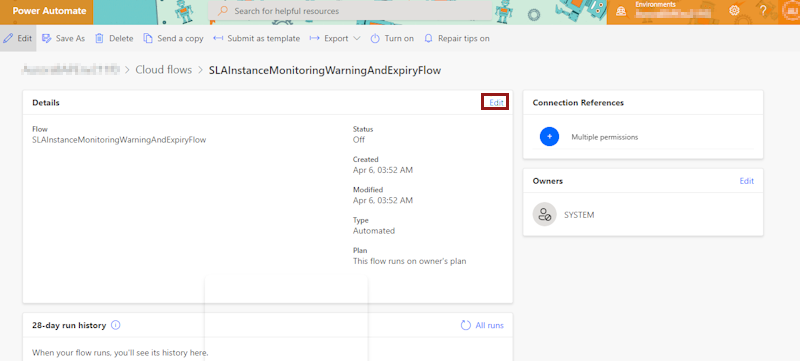 Power Automate
Search for helpful resources
Environments
Edit
Save As
Delete
Send a copy
Submit as template
Export
Turn on
Repair tips on
Cloud flows
SLAInstanceMonitoringWarningAndExpiryFlow
Details
Edit
Flow
SLAInstanceMonitoringWarningAndExpiryFlow
Status
Off
Created
Apr 6, 03:52 AM
Modified
Apr 6, 03:52 AM
Type
Automated
Plan
This flow runs on owner's plan
Connection References
Multiple permissions
Owners
Edit
SYSTEM
28-day run history
All runs
When your flow runs, you'll see its history here.